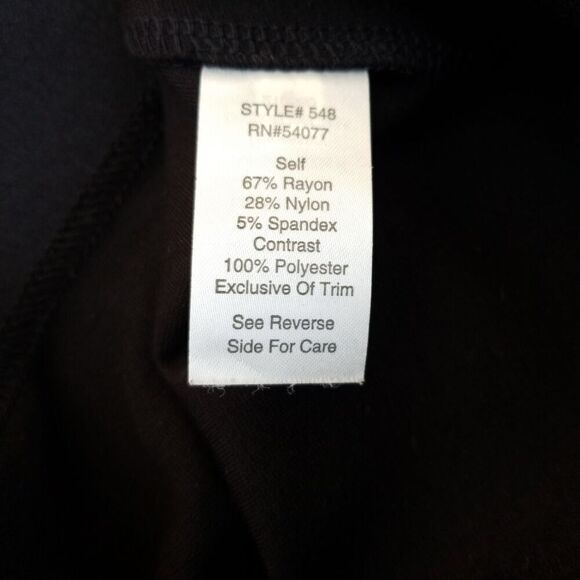 STYLE# 548
RN#54077
Self
67% Rayon
28% Nylon
5% Spandex
Contrast
100% Polyester
Exclusive Of Trim
See Reverse
Side For Care